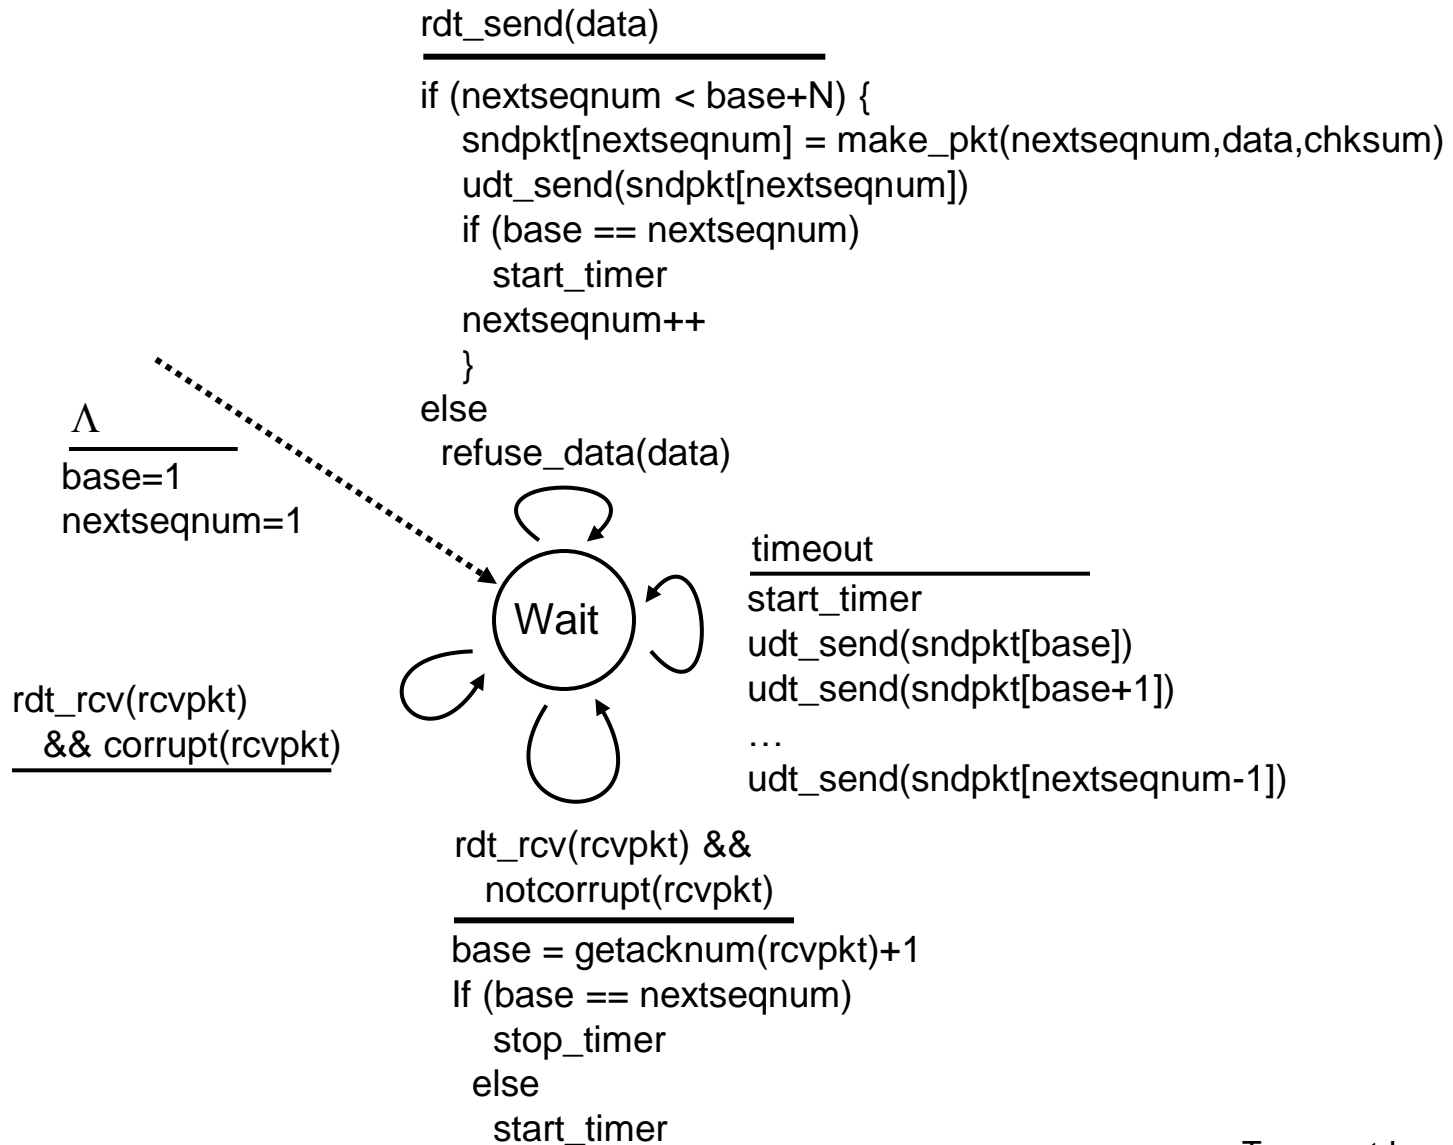 rdt_send(data)
if (nextseqnum < base+N) {
sndpkt[nextseqnum] = make_pkt(nextseqnum,data,chksum)
udt_send(sndpkt[nextseqnum])
if (base == nextseqnum)
start_timer
nextseqnum++
}
else
refuse_data(data)
Λ
base=1
nextseqnum=1
Wait
timeout
start_timer
udt_send(sndpkt[base])
udt_send(sndpkt[base+1])
…
udt_send(sndpkt[nextseqnum-1])
rdt_rcv(rcvpkt)
&& corrupt(rcvpkt)
rdt_rcv(rcvpkt) &&
notcorrupt(rcvpkt)
base = getacknum(rcvpkt)+1
If (base == nextseqnum)
stop_timer
else
start_timer